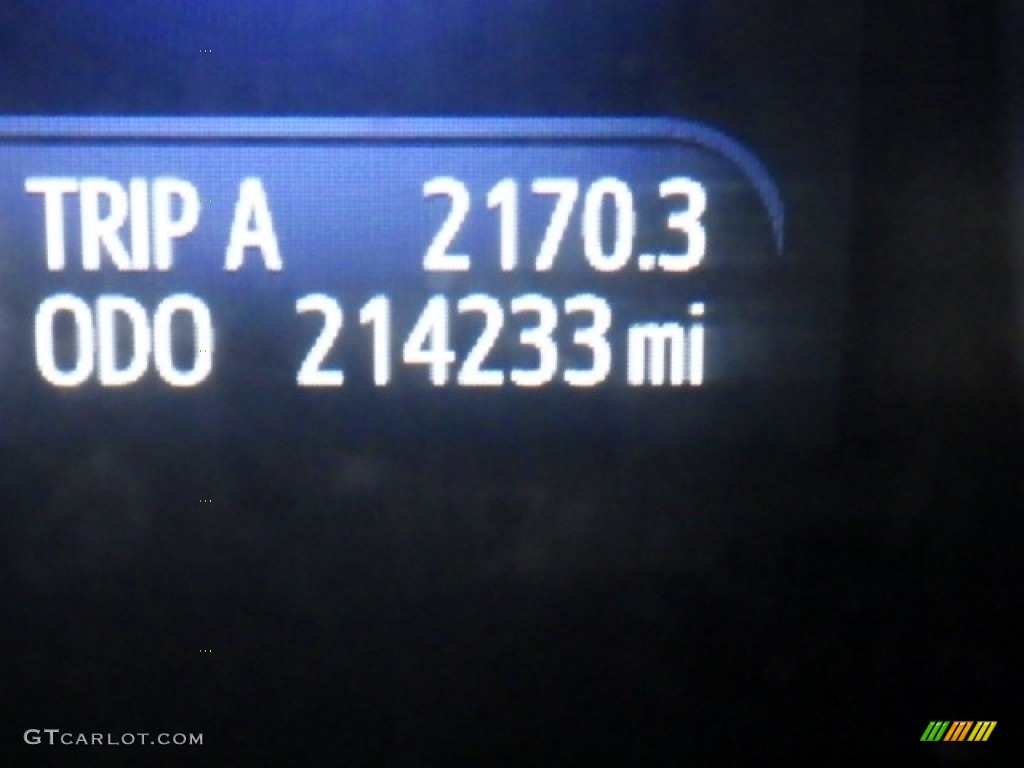 TRIP A 2170.3
ODO 214233 mi
GTCARLOT.COM